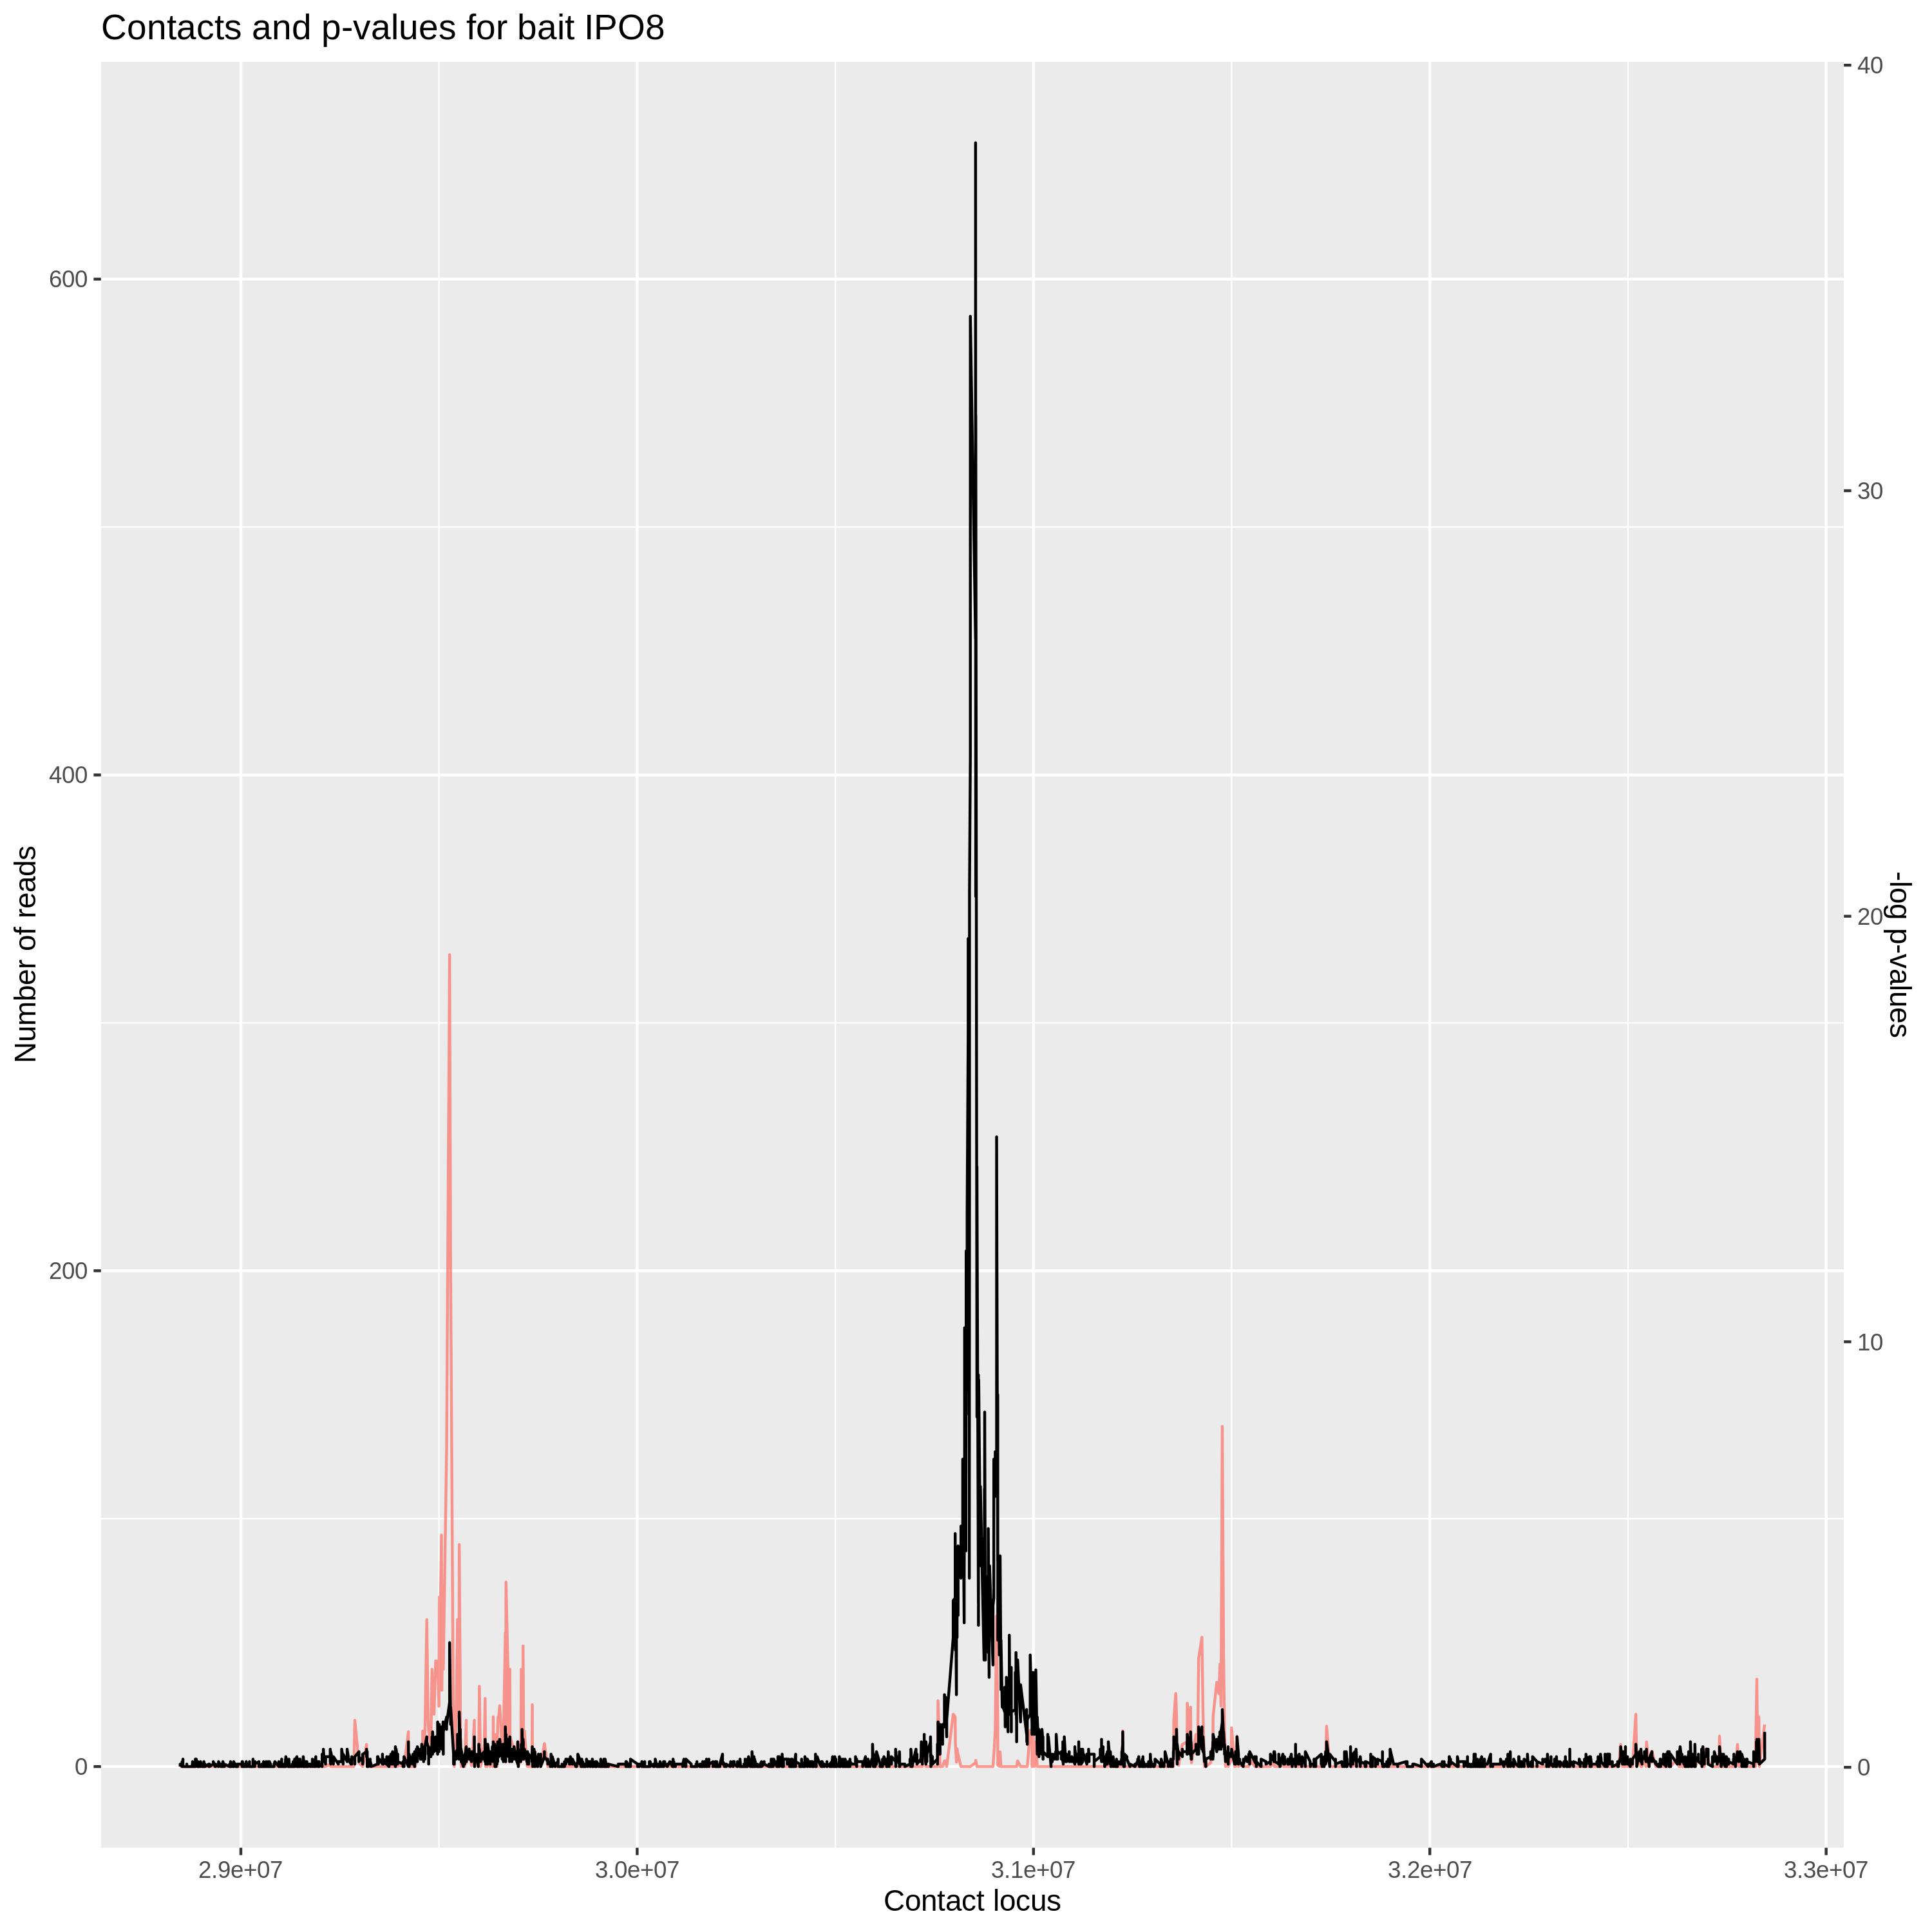 Contacts and p-values for bait IPO8
40
600
30
400
Number of reads
20
-log p-values
200
10
0
0
2.9e+07
3.0e+07
3.1e+07
3.2e+07
3.3e+07
Contact locus